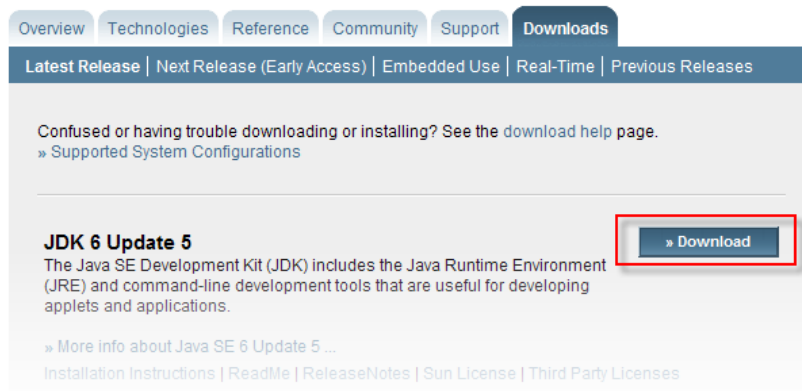 Overview Technologies Reference Community Support Downloads
Latest Release | Next Release (Early Access) | Embedded Use | Real-Time | Previous Releases
Confused or having trouble downloading or installing? See the download help page.
» Supported System Configurations
JDK 6 Update 5
» Download
The Java SE Development Kit (JDK) includes the Java Runtime Environment
(JRE) and command-line development tools that are useful for developing
applets and applications.
» More info about Java SE 6 Update 5 ...
Installation Instructions | ReadMe | ReleaseNotes | Sun License | Third Party Licenses